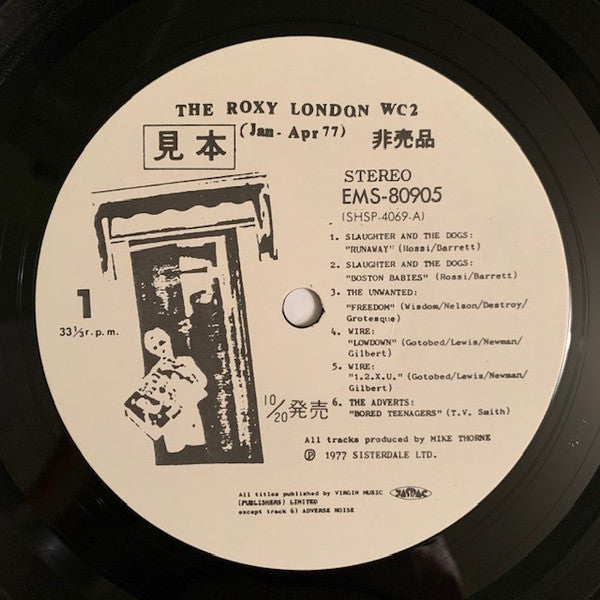 THE ROXY LONDON WC2
(Jan - Apr 77)
見本
非売品
STEREO
EMS-80905
(SHSP-4069-A)
1
33⅓ r.p.m.
1. SLAUGHTER AND THE DOGS:
"RUNAWAY" (Rossi/Barrett)
2. SLAUGHTER AND THE DOGS:
"BOSTON BABIES" (Rossi/Barrett)
3. THE UNWANTED:
"FREEDOM" (Wisdom/Nelson/Destroy/
Grotesque)
4. WIRE:
"LOWDOWN" (Gotobed/Lewis/Newman/
Gilbert)
5. WIRE:
"1.2.X.U." (Gotobed/Lewis/Newman/
Gilbert)
6. THE ADVERTS:
"BORED TEENAGERS" (T.V. Smith)
10/20 発売
All tracks produced by MIKE THORNE
Ⓟ 1977 SISTERDALE LTD.
All titles published by VIRGIN MUSIC
(PUBLISHERS) LIMITED
except track 6) ADVERSE NOISE
JASRAC